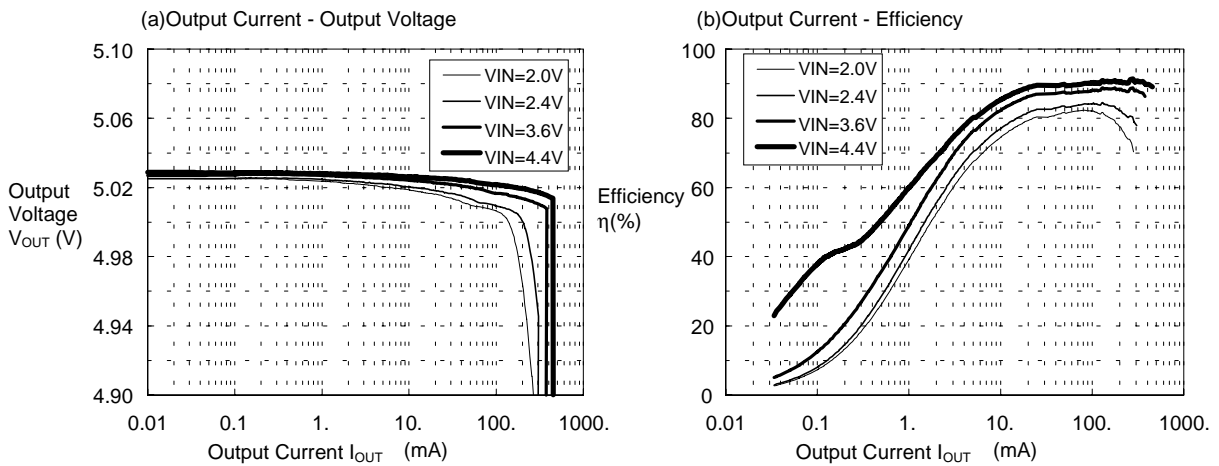 (a)Output Current - Output Voltage
5.10
5.06
5.02
4.98
4.94
4.90
Output
Voltage
VOUT (V)
VIN=2.0V
VIN=2.4V
VIN=3.6V
VIN=4.4V
0.01
0.1
1.
10.
100.
1000.
Output Current IOUT (mA)
(b)Output Current - Efficiency
100
80
60
40
20
0
Efficiency
η(%)
VIN=2.0V
VIN=2.4V
VIN=3.6V
VIN=4.4V
0.01
0.1
1.
10.
100.
1000.
Output Current IOUT (mA)